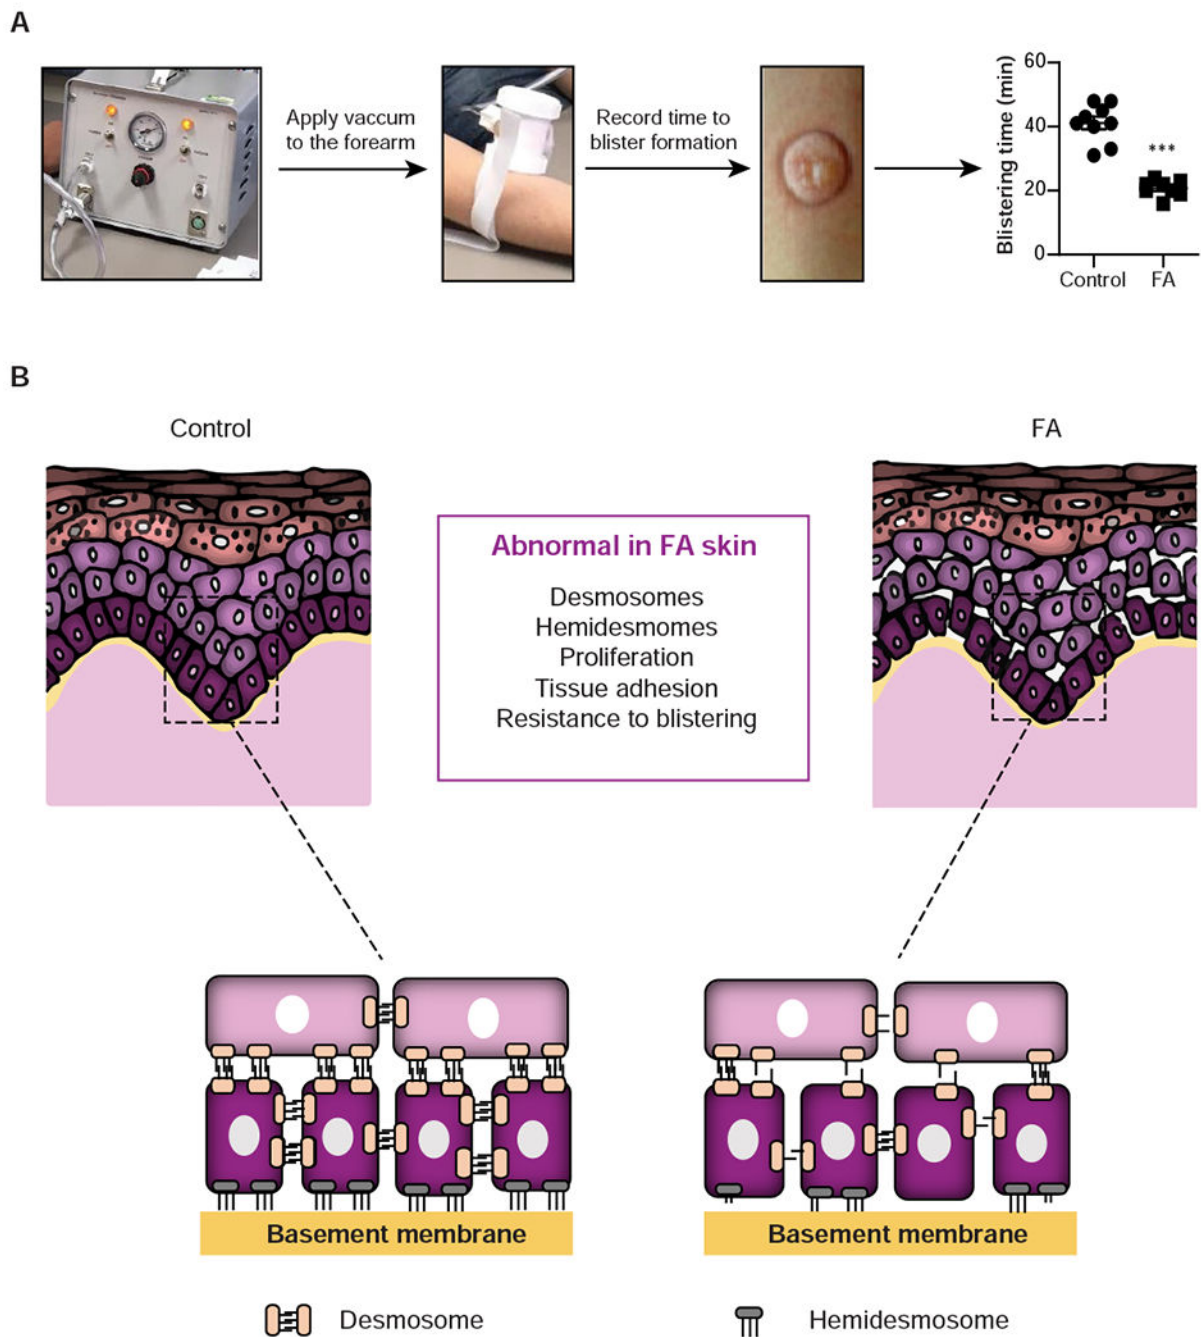 A
Apply vaccum
to the forearm
Record time to
blister formation
Blistering time (min)
60
40
20
0
***
Control
FA
B
Control
FA
Abnormal in FA skin
Desmosomes
Hemidesmomes
Proliferation
Tissue adhesion
Resistance to blistering
Basement membrane
Basement membrane
Desmosome
Hemidesmosome